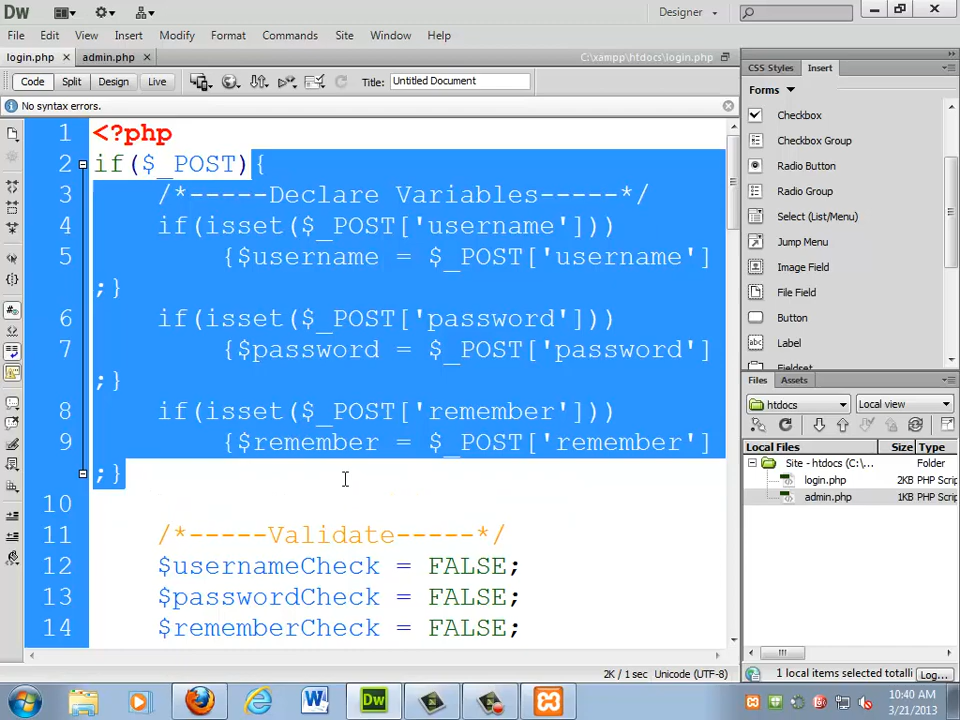 Dw
Designer
File Edit View Insert Modify Format Commands Site Window Help
login.php admin.php C:\xampp\htdocs\login.php
Code Split Design Live Title: Untitled Document
No syntax errors.
1 <?php
2 if($_POST){
3 /*-----Declare Variables-----*/
4 if(isset($_POST['username']))
5 {$username = $_POST['username']
;}
6 if(isset($_POST['password']))
7 {$password = $_POST['password']
;}
8 if(isset($_POST['remember']))
9 {$remember = $_POST['remember']
;}
10
11 /*-----Validate-----*/
12 $usernameCheck = FALSE;
13 $passwordCheck = FALSE;
14 $rememberCheck = FALSE;
2K / 1 sec Unicode (UTF-8)
CSS Styles Insert
Forms
Checkbox
Checkbox Group
Radio Button
Radio Group
Select (List/Menu)
Jump Menu
Image Field
File Field
Button
abc Label
Fieldset
Files Assets
htdocs Local view
Local Files Size Type
Site - htdocs (C:\... Folder
login.php 2KB PHP Scrip
admin.php 1KB PHP Scrip
1 local items selected totalli Log...
W Dw
10:40 AM
3/21/2013